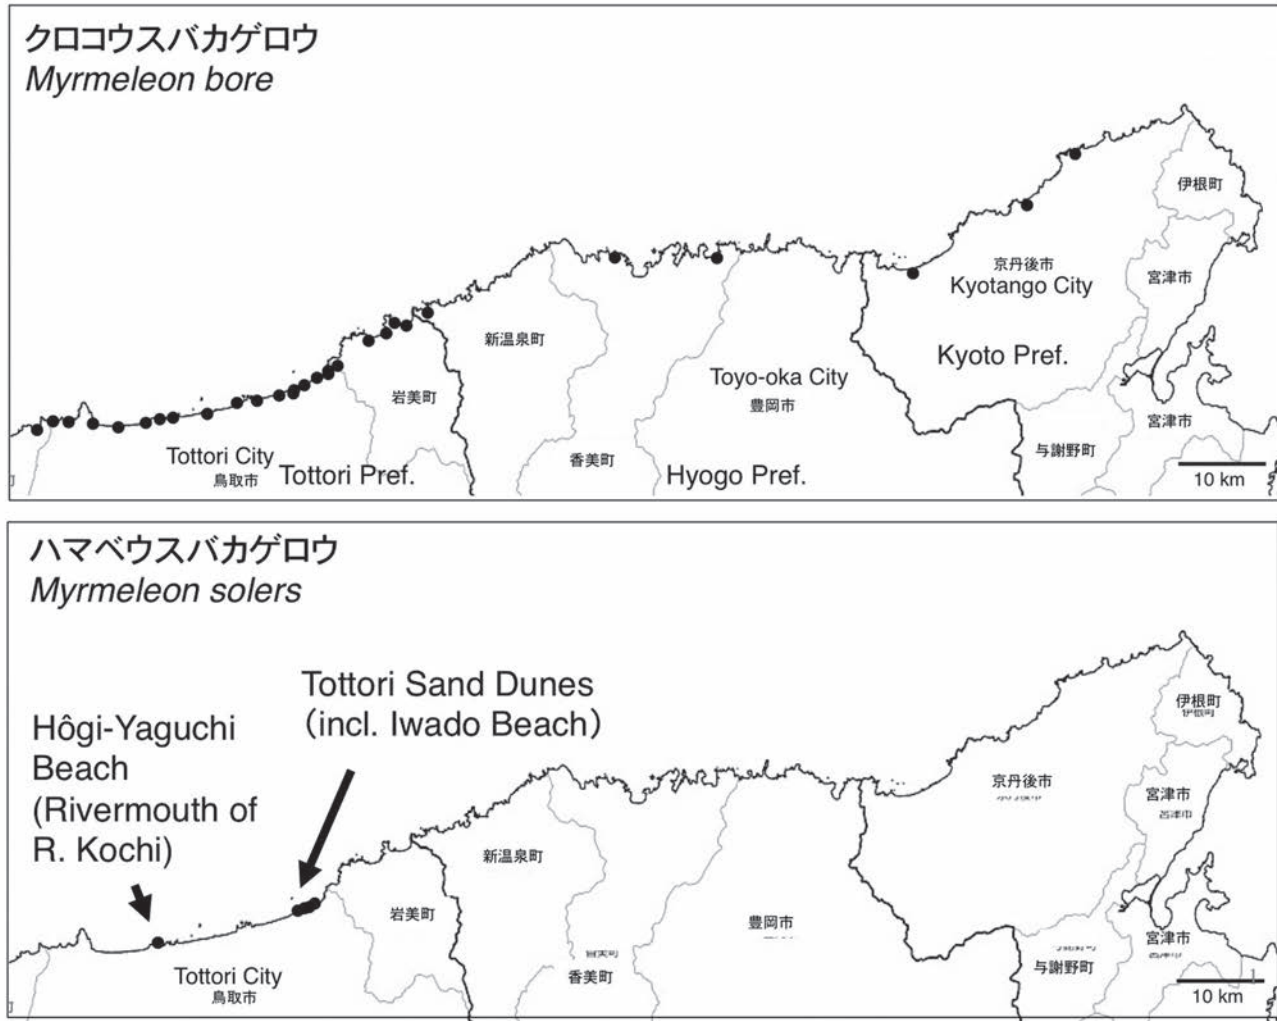 クロコウスバカゲロウ
Myrmeleon bore
伊根町
京丹後市
宮津市
Kyotango City
新温泉町
Kyoto Pref.
Toyo-oka City
岩美町
豊岡市
宮津市
与謝野町
Tottori City
香美町
鳥取市
Tottori Pref.
Hyogo Pref.
10 km
ハマベウスバカゲロウ
Myrmeleon solers
Tottori Sand Dunes
(incl. Iwado Beach)
Hôgi-Yaguchi
Beach
(Rivermouth of
R. Kochi)
伊根町
京丹後市
宮津市
新温泉町
岩美町
豊岡市
宮津市
与謝野町
香美町
Tottori City
鳥取市
10 km